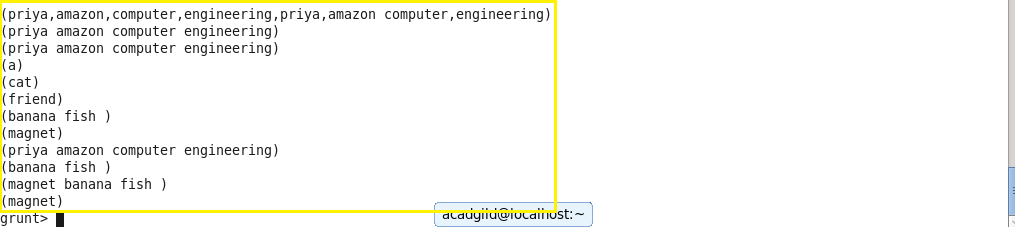 (priya,amazon,computer,engineering,priya,amazon computer,engineering)
(priya amazon computer engineering)
(priya amazon computer engineering)
(a)
(cat)
(friend)
(banana fish )
(magnet)
(priya amazon computer engineering)
(banana fish )
(magnet banana fish )
(magnet)
grunt>
acadgild@localhost:~